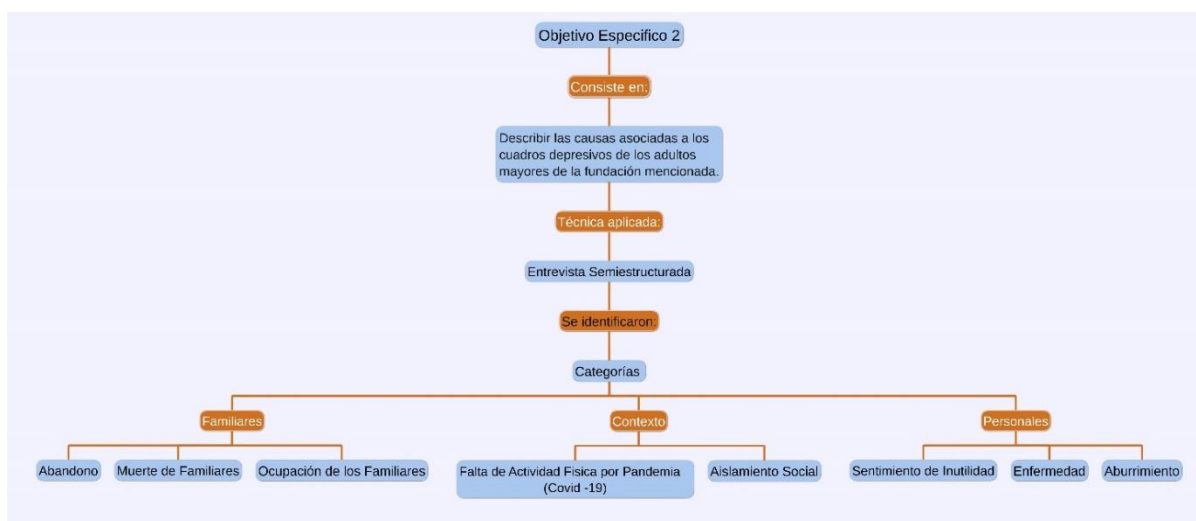 Objetivo Especifico 2
Consiste en:
Describir las causas asociadas a los
cuadros depresivos de los adultos
mayores de la fundación mencionada.
Técnica aplicada:
Entrevista Semiestructurada
Se identificaron:
Categorías
Familiares
Contexto
Personales
Abandono
Muerte de Familiares
Ocupación de los Familiares
Falta de Actividad Fisica por Pandemia
(Covid -19)
Aislamiento Social
Sentimiento de Inutilidad
Enfermedad
Aburrimiento